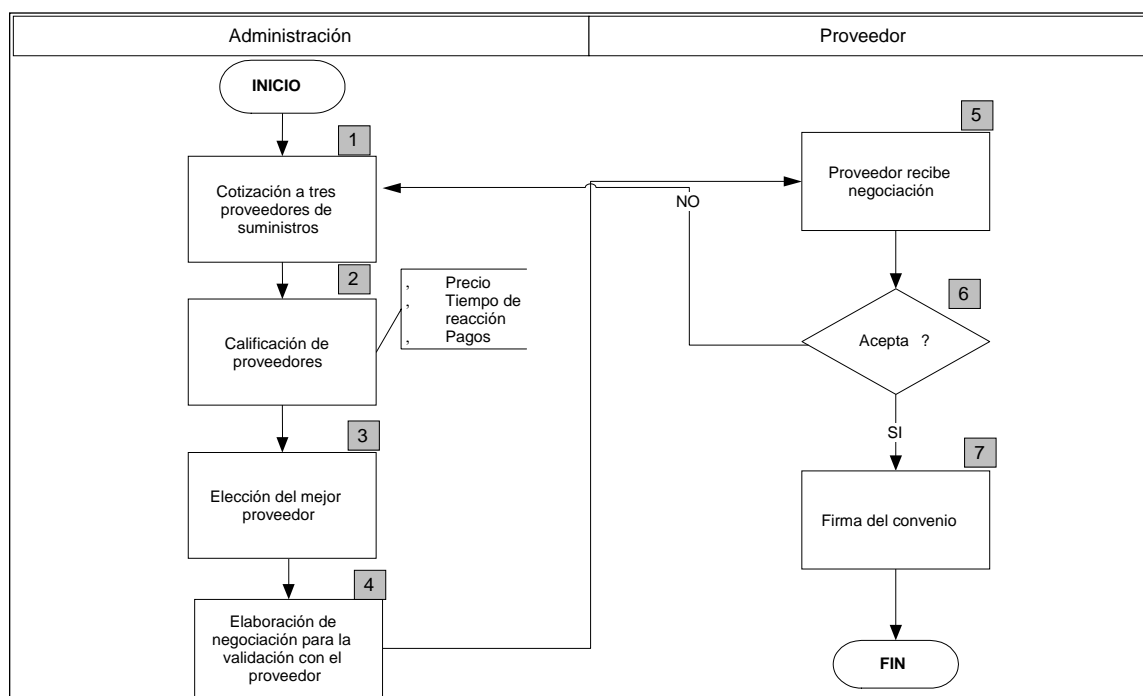 Administración
Proveedor
INICIO
1
Cotización a tres
proveedores de
suministros
2
Calificación de
proveedores
, Precio
, Tiempo de
reacción
, Pagos
3
Elección del mejor
proveedor
4
Elaboración de
negociación para la
validación con el
proveedor
5
Proveedor recibe
negociación
NO
6
Acepta ?
SI
7
Firma del convenio
FIN